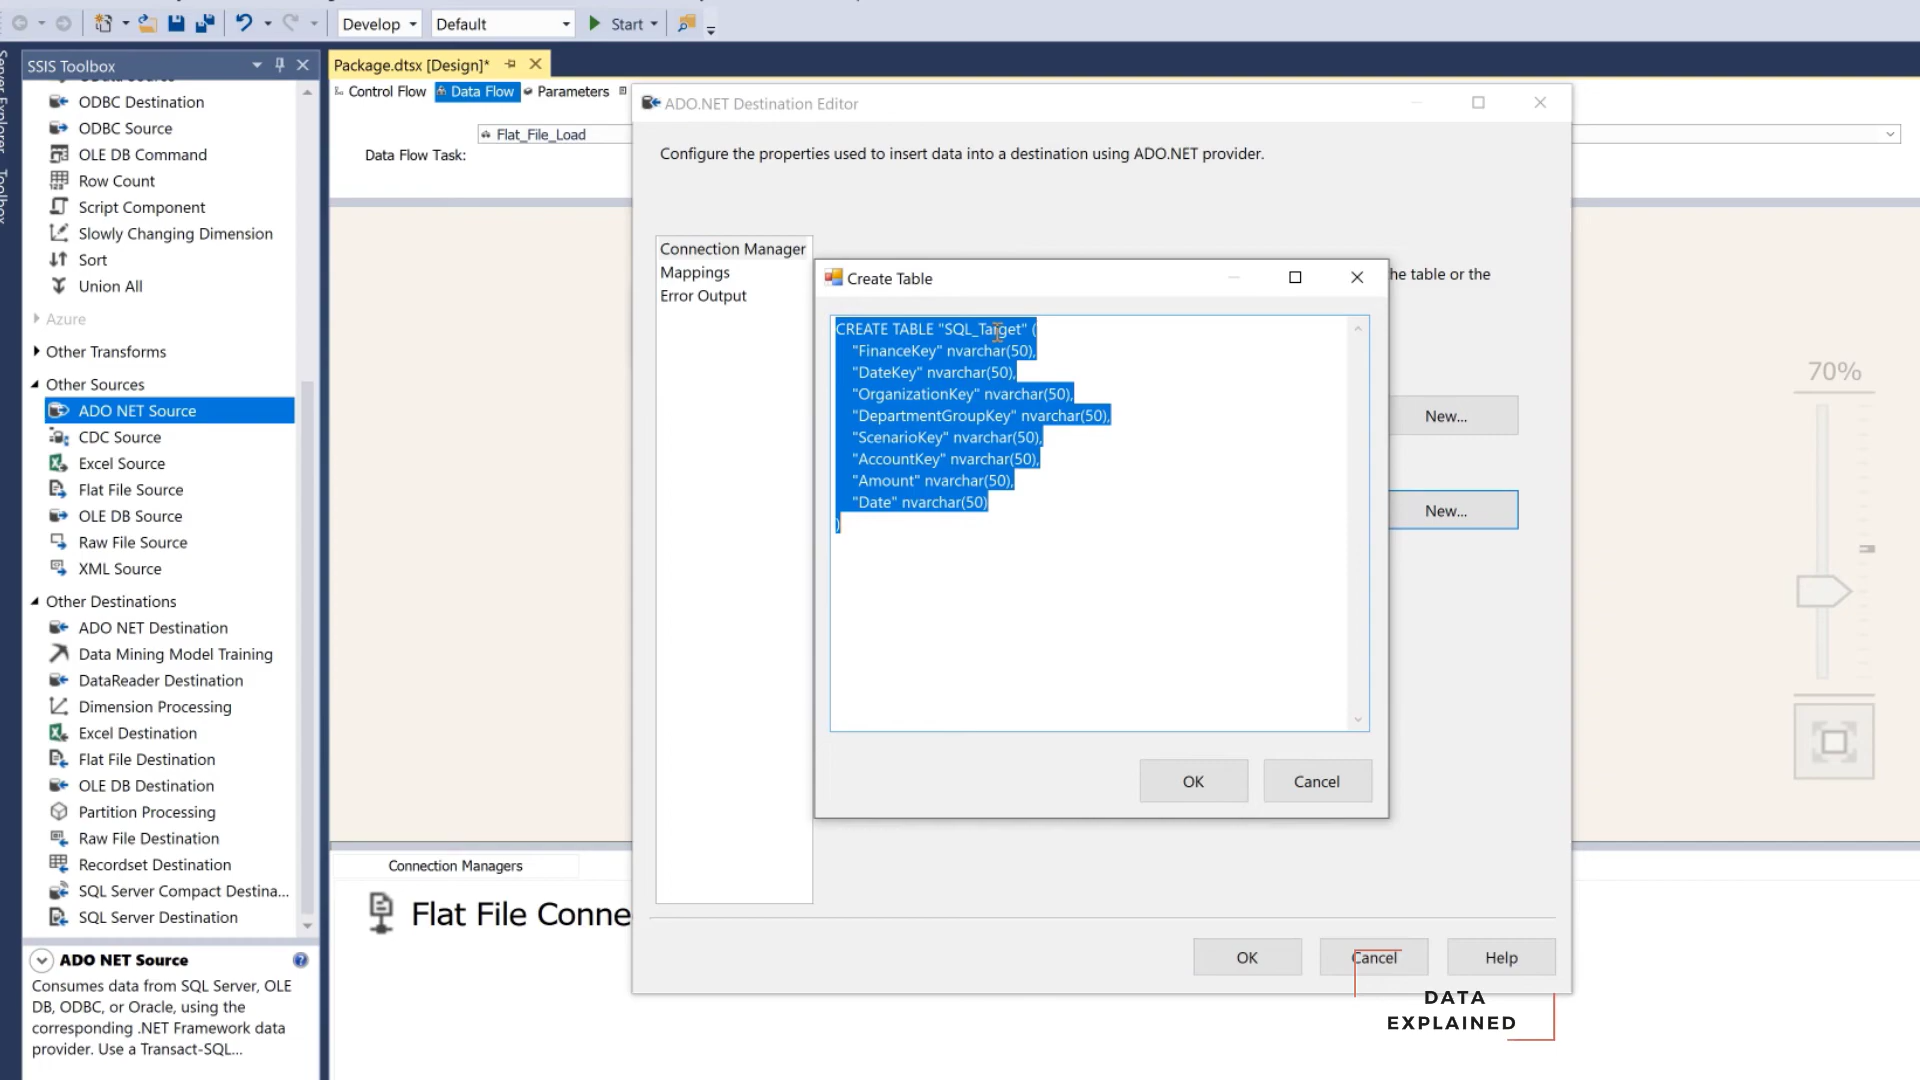 Develop
Default
Start
SSIS Toolbox
ODBC Destination
ODBC Source
OLE DB Command
Row Count
Script Component
Slowly Changing Dimension
Sort
Union All
Azure
Other Transforms
Other Sources
ADO NET Source
CDC Source
Excel Source
Flat File Source
OLE DB Source
Raw File Source
XML Source
Other Destinations
ADO NET Destination
Data Mining Model Training
DataReader Destination
Dimension Processing
Excel Destination
Flat File Destination
OLE DB Destination
Partition Processing
Raw File Destination
Recordset Destination
SQL Server Compact Destina...
SQL Server Destination
ADO NET Source
Consumes data from SQL Server, OLE
DB, ODBC, or Oracle, using the
corresponding .NET Framework data
provider. Use a Transact-SQL...
Package.dtsx [Design]*
Control Flow
Data Flow
Parameters
Data Flow Task:
Flat_File_Load
ADO.NET Destination Editor
Configure the properties used to insert data into a destination using ADO.NET provider.
Connection Manager
Mappings
Error Output
he table or the
New...
New...
Create Table
CREATE TABLE "SQL_Target" (
"FinanceKey" nvarchar(50),
"DateKey" nvarchar(50),
"OrganizationKey" nvarchar(50),
"DepartmentGroupKey" nvarchar(50),
"ScenarioKey" nvarchar(50),
"AccountKey" nvarchar(50),
"Amount" nvarchar(50),
"Date" nvarchar(50)
)
OK
Cancel
70%
Connection Managers
Flat File Conne
OK
Cancel
Help
DATA
EXPLAINED